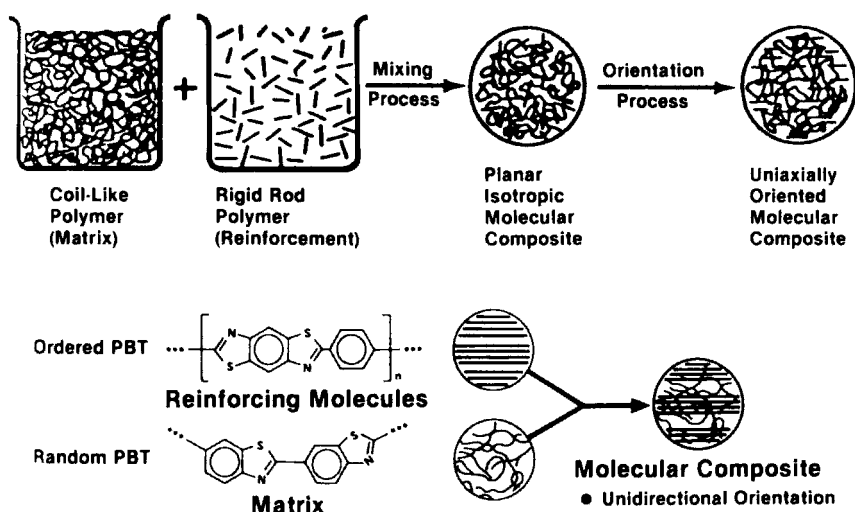 Mixing
Process
Orientation
Process
+
Coil-Like
Polymer
(Matrix)
Rigid Rod
Polymer
(Reinforcement)
Planar
Isotropic
Molecular
Composite
Uniaxially
Oriented
Molecular
Composite
Ordered PBT
N
S
S
N
n
Reinforcing Molecules
Random PBT
S
N
S
N
Matrix
Molecular Composite
● Unidirectional Orientation